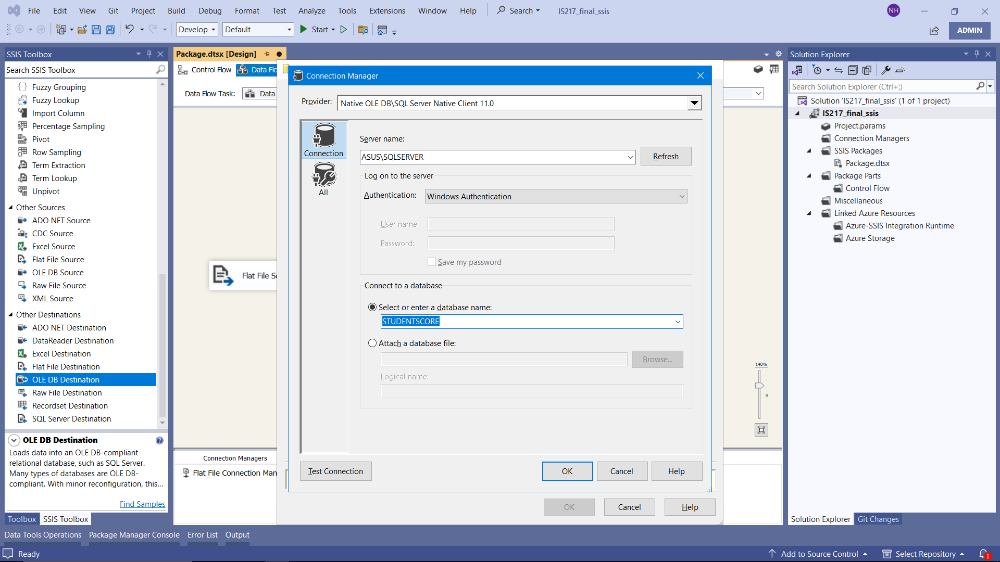 File Edit View Git Project Build Debug Format Test Analyze Tools Extensions Window Help Search IS217_final_ssis NH
Develop Default Start ADMIN
SSIS Toolbox
Search SSIS Toolbox
Fuzzy Grouping
Fuzzy Lookup
Import Column
Percentage Sampling
Pivot
Row Sampling
Term Extraction
Term Lookup
Unpivot
Other Sources
ADO NET Source
CDC Source
Excel Source
Flat File Source
OLE DB Source
Raw File Source
XML Source
Other Destinations
ADO NET Destination
DataReader Destination
Excel Destination
Flat File Destination
OLE DB Destination
Raw File Destination
Recordset Destination
SQL Server Destination
OLE DB Destination
Loads data into an OLE DB-compliant
relational database, such as SQL Server.
Many types of databases are OLE DB-
compliant. With minor reconfiguration, this...
Find Samples
Toolbox SSIS Toolbox
Package.dtsx [Design]
Control Flow Data Flo
Data Flow Task: Data
Flat File So
140%
Connection Managers
Flat File Connection Man
Connection Manager
Provider: Native OLE DB\SQL Server Native Client 11.0
Connection
All
Server name:
ASUS\SQLSERVER Refresh
Log on to the server
Authentication: Windows Authentication
User name:
Password:
Save my password
Connect to a database
Select or enter a database name:
STUDENTSCORE
Attach a database file:
Browse...
Logical name:
Test Connection OK Cancel Help
OK Cancel Help
Solution Explorer
Search Solution Explorer (Ctrl+;)
Solution 'IS217_final_ssis' (1 of 1 project)
IS217_final_ssis
Project.params
Connection Managers
SSIS Packages
Package.dtsx
Package Parts
Control Flow
Miscellaneous
Linked Azure Resources
Azure-SSIS Integration Runtime
Azure Storage
Solution Explorer Git Changes
Data Tools Operations Package Manager Console Error List Output
Ready Add to Source Control Select Repository 1